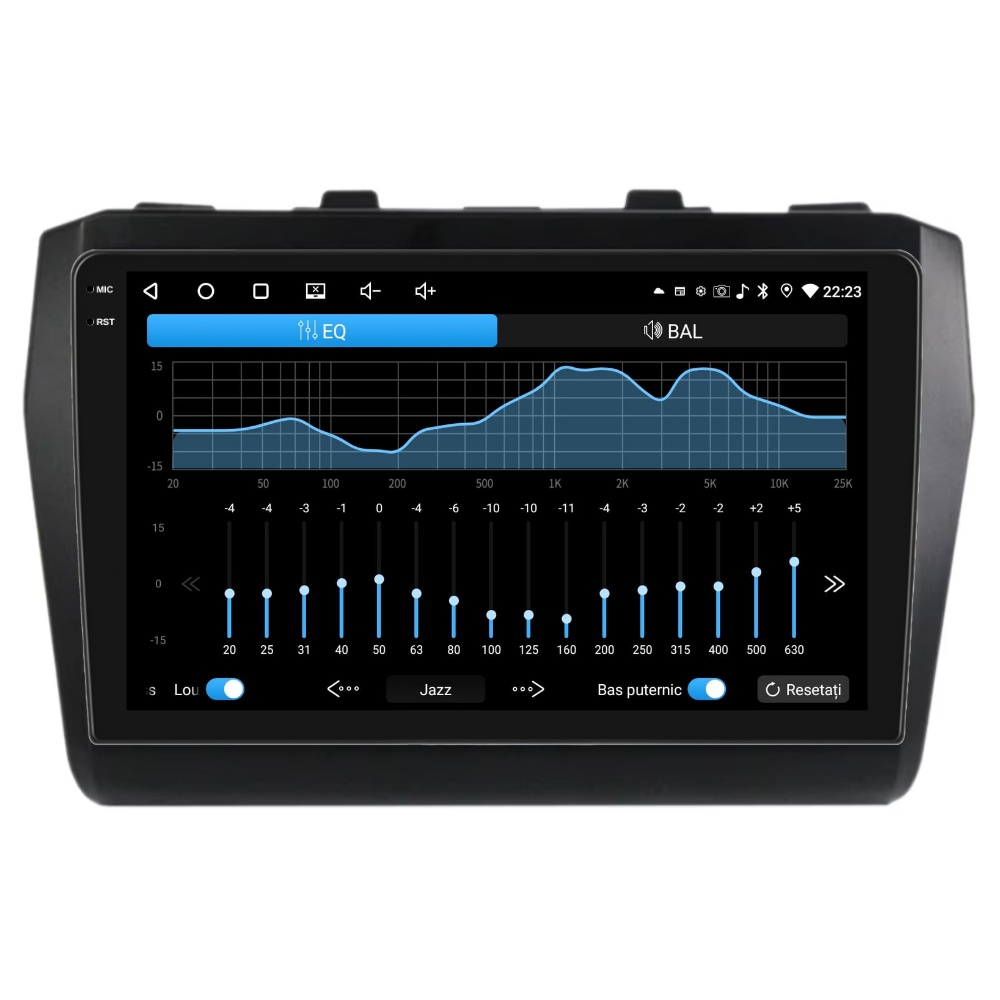 MIC
22:23
RST
EQ
BAL
15
0
-15
20 50 100 200 500 1K 2K 5K 10K 25K
-4 -4 -3 -1 0 -4 -6 -10 -10 -11 -4 -3 -2 -2 +2 +5
15
0
-15
20 25 31 40 50 63 80 100 125 160 200 250 315 400 500 630
s Lou Jazz Bas puternic Resetați